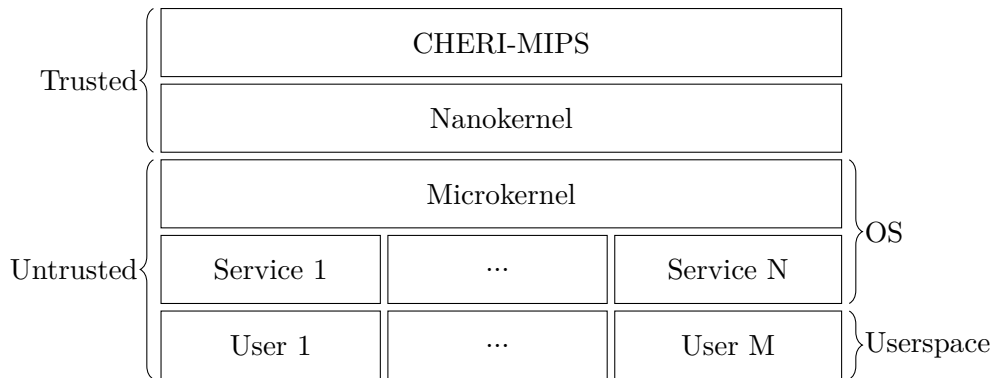 CHERI-MIPS
Trusted
Nanokernel
Microkernel
OS
Untrusted
Service 1 ... Service N
User 1 ... User M
Userspace